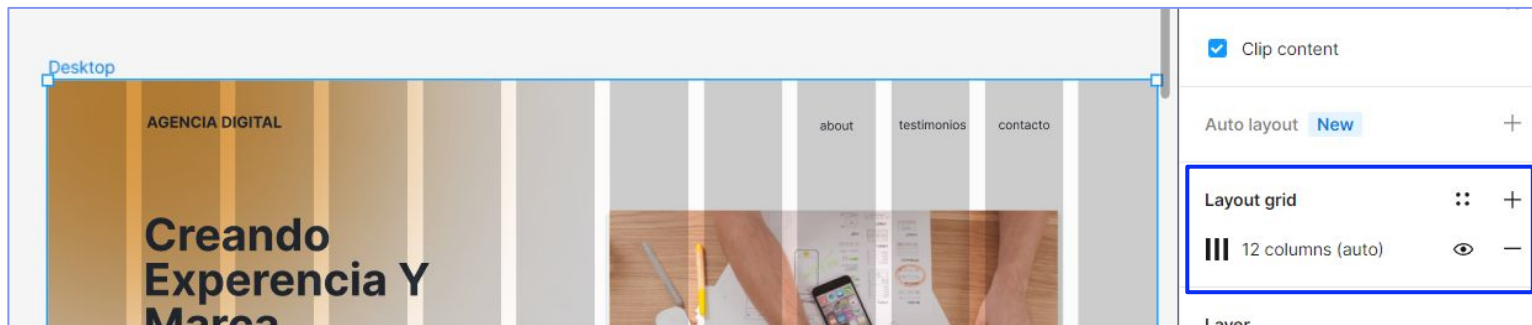 Desktop
AGENCIA DIGITAL
about
testimonios
contacto
Creando
Experencia Y
Marca
Clip content
Auto layout New
Layout grid
12 columns (auto)
Layer